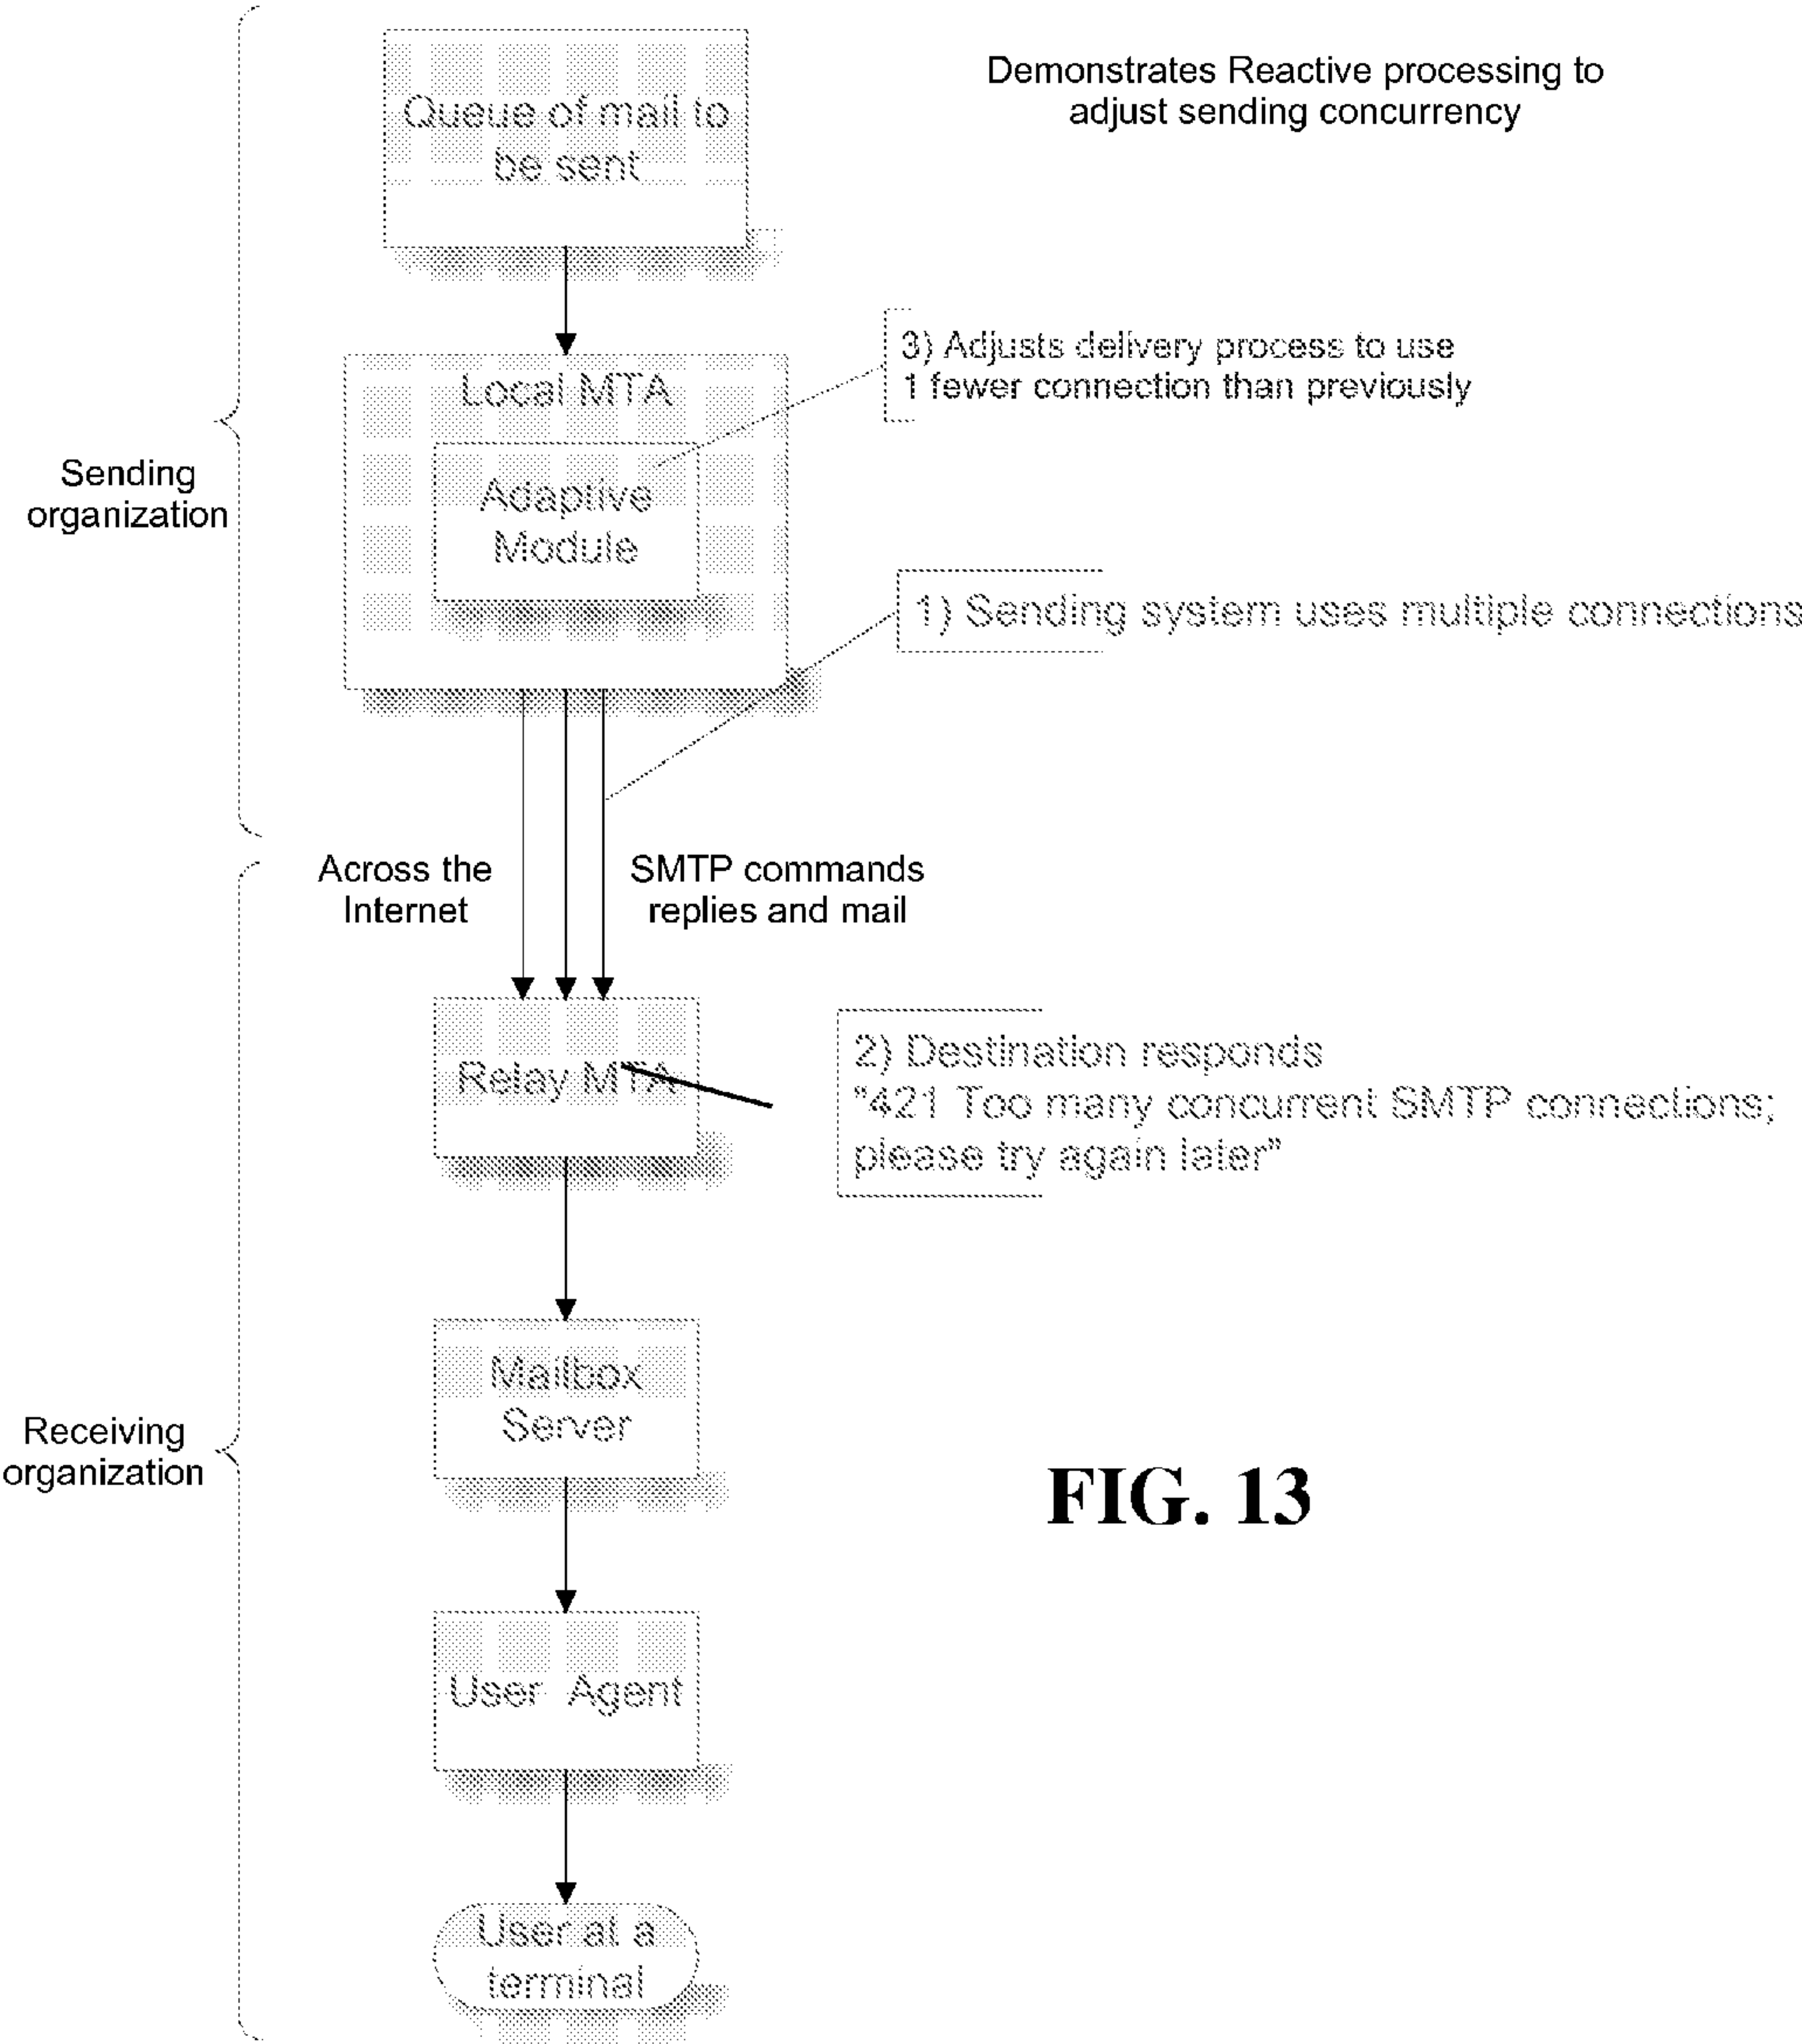 Demonstrates Reactive processing to
adjust sending concurrency
Queue of mail to
be sent
3) Adjusts delivery process to use
1 fewer connection than previously
Local MTA
Adaptive
Module
Sending
organization
1) Sending system uses multiple connections
Across the
Internet
SMTP commands
replies and mail
Relay MTA
2) Destination responds
"421 Too many concurrent SMTP connections;
please try again later"
Mailbox
Server
Receiving
organization
FIG. 13
User Agent
User at a
terminal